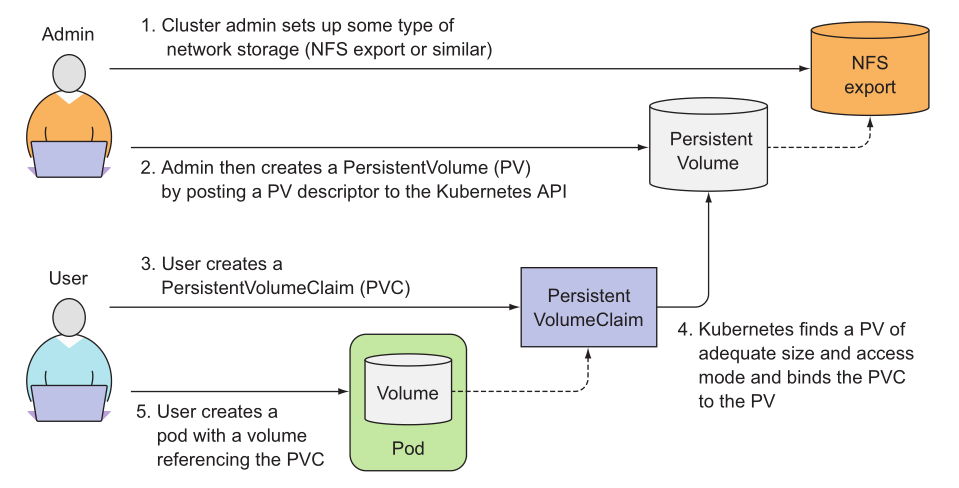 Admin
1. Cluster admin sets up some type of
network storage (NFS export or similar)
NFS
export
Persistent
Volume
2. Admin then creates a PersistentVolume (PV)
by posting a PV descriptor to the Kubernetes API
User
3. User creates a
PersistentVolumeClaim (PVC)
Persistent
VolumeClaim
4. Kubernetes finds a PV of
adequate size and access
mode and binds the PVC
to the PV
Volume
Pod
5. User creates a
pod with a volume
referencing the PVC